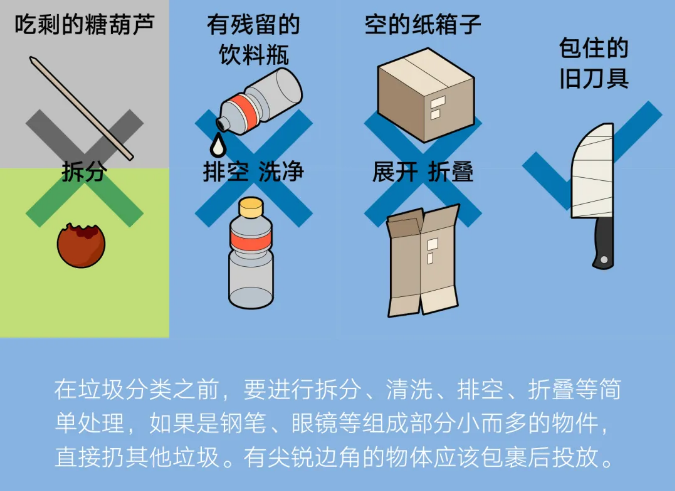 吃剩的糖葫芦
拆分
有残留的
饮料瓶
排空 洗净
空的纸箱子
展开 折叠
包住的
旧刀具
在垃圾分类之前，要进行拆分、清洗、排空、折叠等简
单处理，如果是钢笔、眼镜等组成部分小而多的物件，
直接扔其他垃圾。有尖锐边角的物体应该包裹后投放。